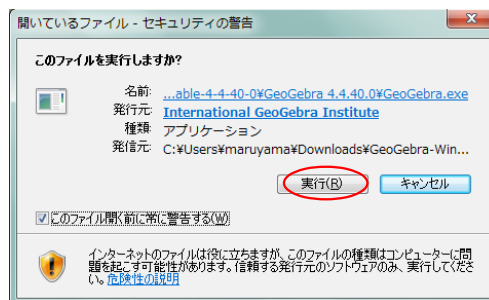 開いているファイル - セキュリティの警告
このファイルを実行しますか?
名前: ...able-4-4-40-0¥GeoGebra 4.4.40.0¥GeoGebra.exe
発行元: International GeoGebra Institute
種類: アプリケーション
発信元: C:¥Users¥maruyama¥Downloads¥GeoGebra-Win...
実行(R) キャンセル
このファイル開く前に常に警告する(W)
インターネットのファイルは役に立ちますが、このファイルの種類はコンピューターに問
題を起こす可能性があります。信頼する発行元のソフトウェアのみ、実行してくださ
い。危険性の説明